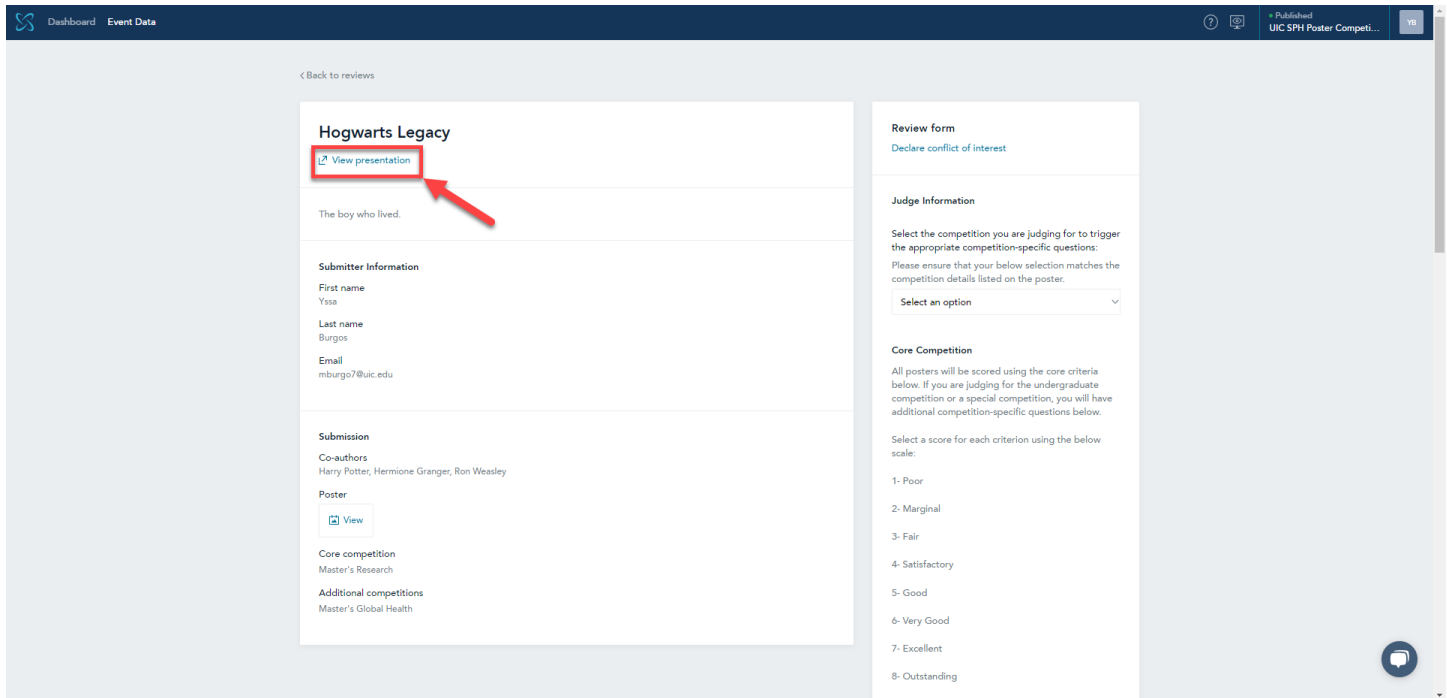 Dashboard Event Data
Published
UIC SPH Poster Competi...
YB
Back to reviews
Hogwarts Legacy
View presentation
The boy who lived.
Submitter Information
First name
Yssa
Last name
Burgos
Email
mburgo7@uic.edu
Submission
Co-authors
Harry Potter, Hermione Granger, Ron Weasley
Poster
View
Core competition
Master's Research
Additional competitions
Master's Global Health
Review form
Declare conflict of interest
Judge Information
Select the competition you are judging for to trigger
the appropriate competition-specific questions:
Please ensure that your below selection matches the
competition details listed on the poster.
Select an option
Core Competition
All posters will be scored using the core criteria
below. If you are judging for the undergraduate
competition or a special competition, you will have
additional competition-specific questions below.
Select a score for each criterion using the below
scale:
1- Poor
2- Marginal
3- Fair
4- Satisfactory
5- Good
6- Very Good
7- Excellent
8- Outstanding